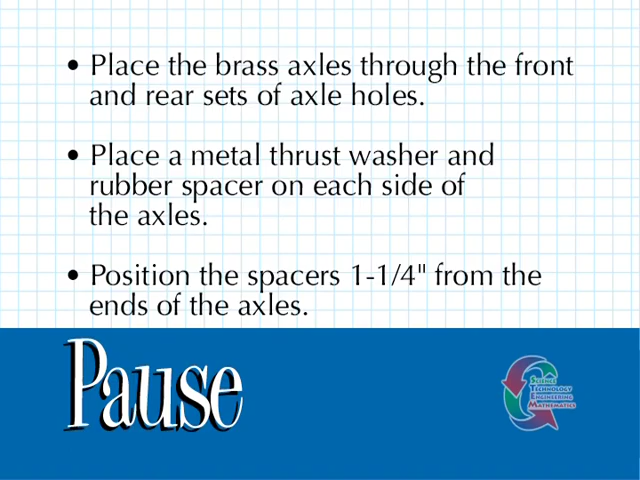 • Place the brass axles through the front
and rear sets of axle holes.
• Place a metal thrust washer and
rubber spacer on each side of
the axles.
• Position the spacers 1-1/4" from the
ends of the axles.
Pause
Science
Technology
Engineering
Mathematics